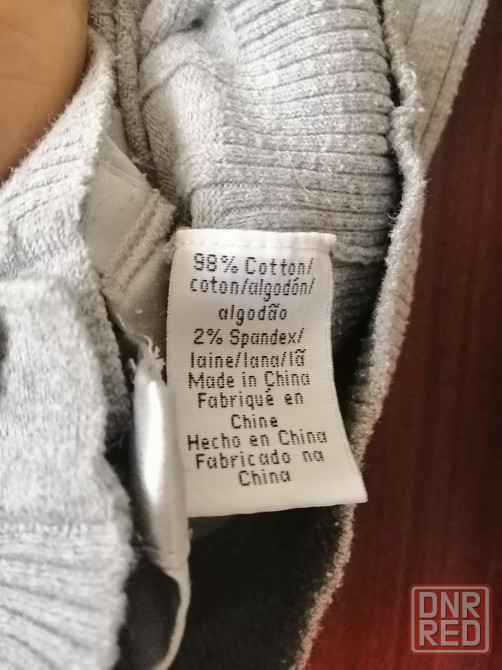 98% Cotton/
coton/algodón/
algodão
2% Spandex/
laine/lana/lã
Made in China
Fabriqué en
Chine
Hecho en China
Fabricado na
China
DNR
RED